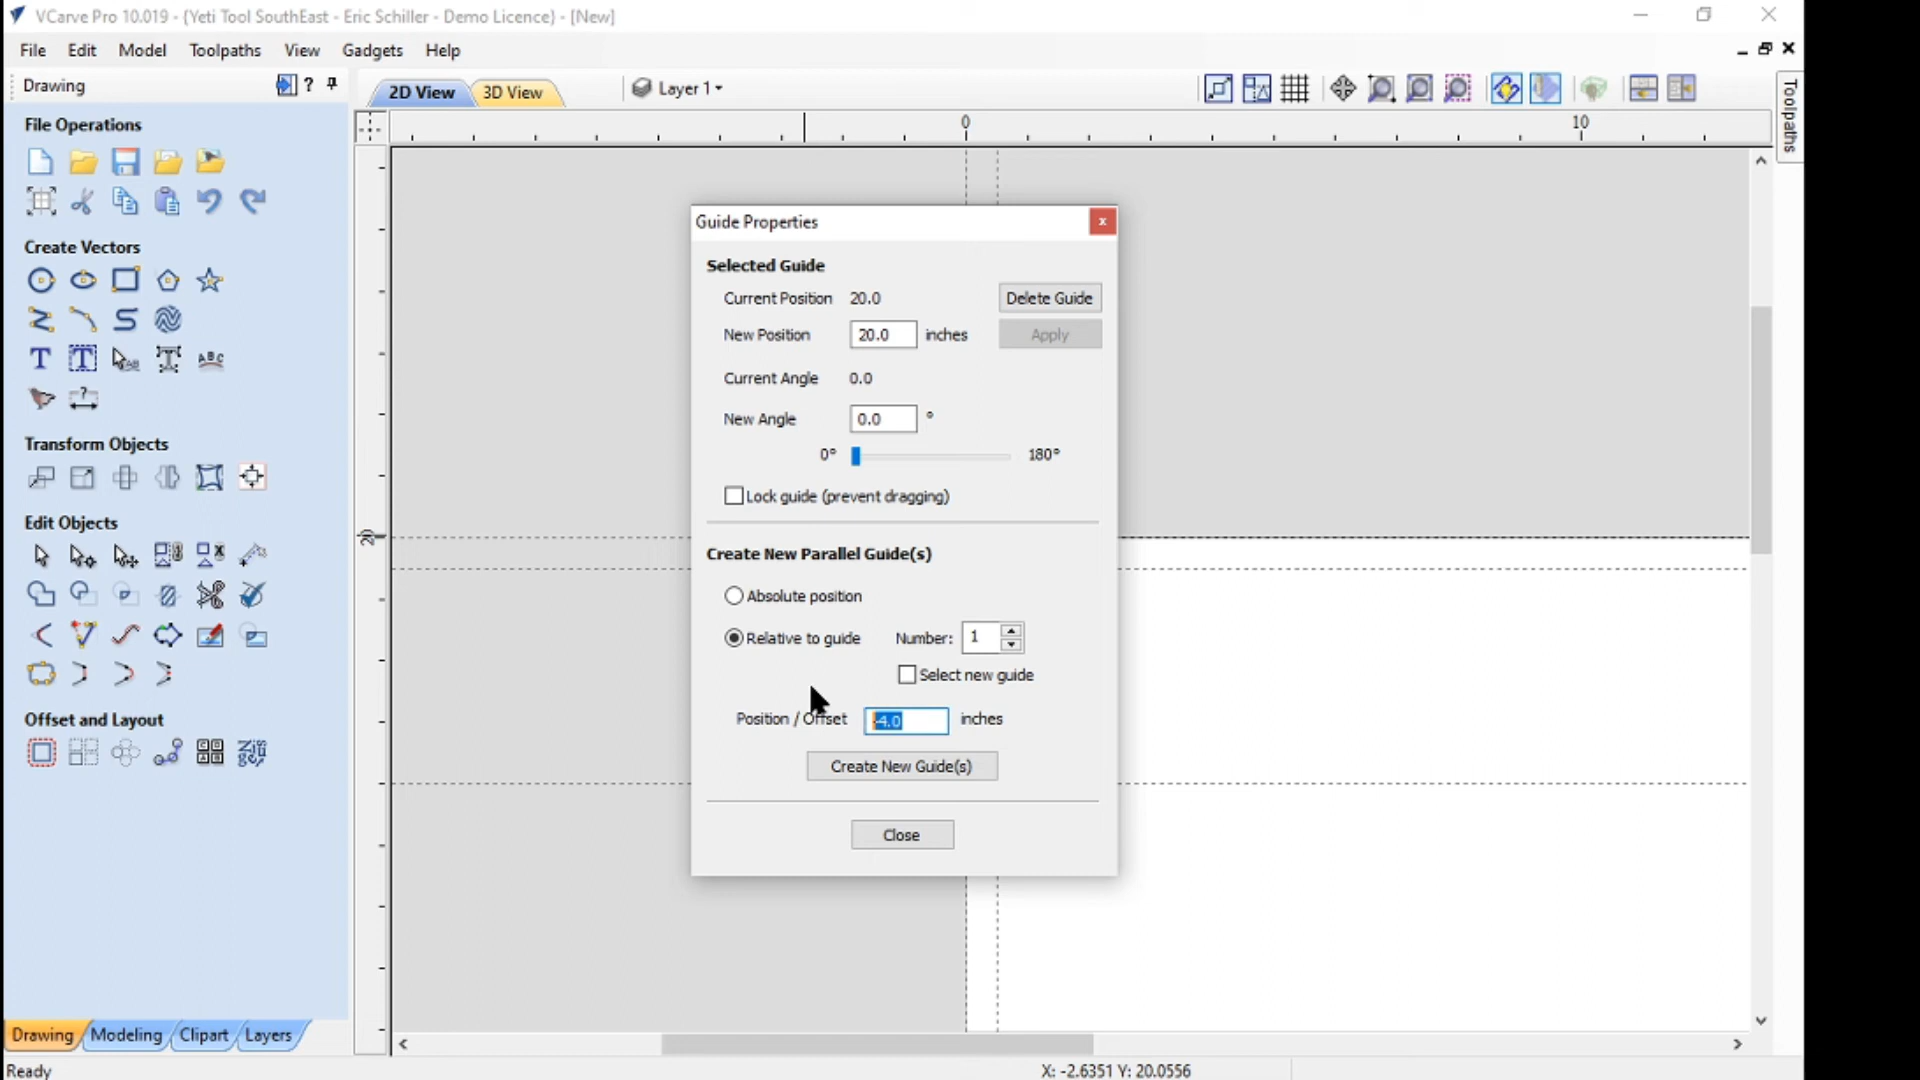 VCarve Pro 10.019 - {Yeti Tool SouthEast - Eric Schiller - Demo Licence} - [New]
File Edit Model Toolpaths View Gadgets Help
Drawing
2D View 3D View Layer 1
Toolpaths
File Operations
0 10
Create Vectors
Guide Properties
Selected Guide
Current Position 20.0 Delete Guide
New Position 20.0 inches Apply
Current Angle 0.0
New Angle 0.0 °
0° 180°
Lock guide (prevent dragging)
Transform Objects
Edit Objects
20
Create New Parallel Guide(s)
Absolute position
Relative to guide Number: 1
Select new guide
Position / Offset -4.0 inches
Create New Guide(s)
Close
Offset and Layout
Drawing Modeling Clipart Layers
Ready X: -2.6351 Y: 20.0556